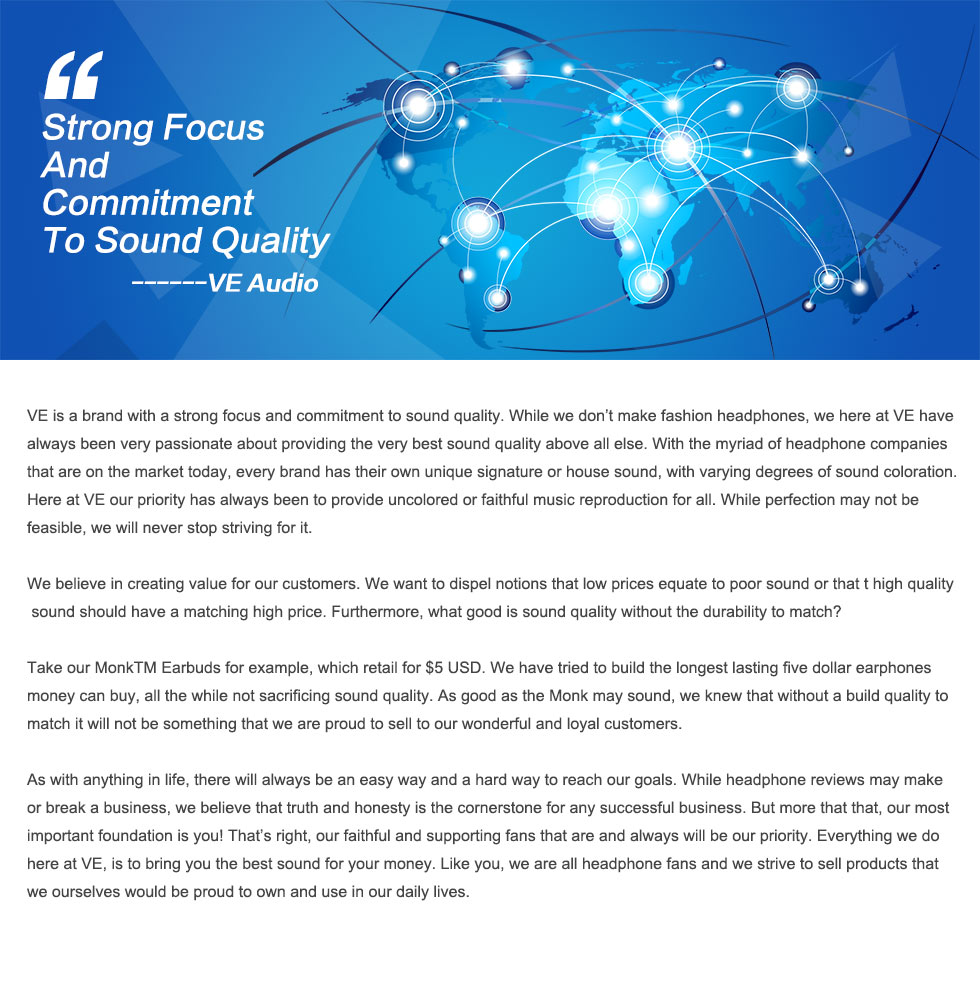 “
Strong Focus
And
Commitment
To Sound Quality
------VE Audio
VE is a brand with a strong focus and commitment to sound quality. While we don’t make fashion headphones, we here at VE have
always been very passionate about providing the very best sound quality above all else. With the myriad of headphone companies
that are on the market today, every brand has their own unique signature or house sound, with varying degrees of sound coloration.
Here at VE our priority has always been to provide uncolored or faithful music reproduction for all. While perfection may not be
feasible, we will never stop striving for it.
We believe in creating value for our customers. We want to dispel notions that low prices equate to poor sound or that t high quality
sound should have a matching high price. Furthermore, what good is sound quality without the durability to match?
Take our MonkTM Earbuds for example, which retail for $5 USD. We have tried to build the longest lasting five dollar earphones
money can buy, all the while not sacrificing sound quality. As good as the Monk may sound, we knew that without a build quality to
match it will not be something that we are proud to sell to our wonderful and loyal customers.
As with anything in life, there will always be an easy way and a hard way to reach our goals. While headphone reviews may make
or break a business, we believe that truth and honesty is the cornerstone for any successful business. But more that that, our most
important foundation is you! That’s right, our faithful and supporting fans that are and always will be our priority. Everything we do
here at VE, is to bring you the best sound for your money. Like you, we are all headphone fans and we strive to sell products that
we ourselves would be proud to own and use in our daily lives.